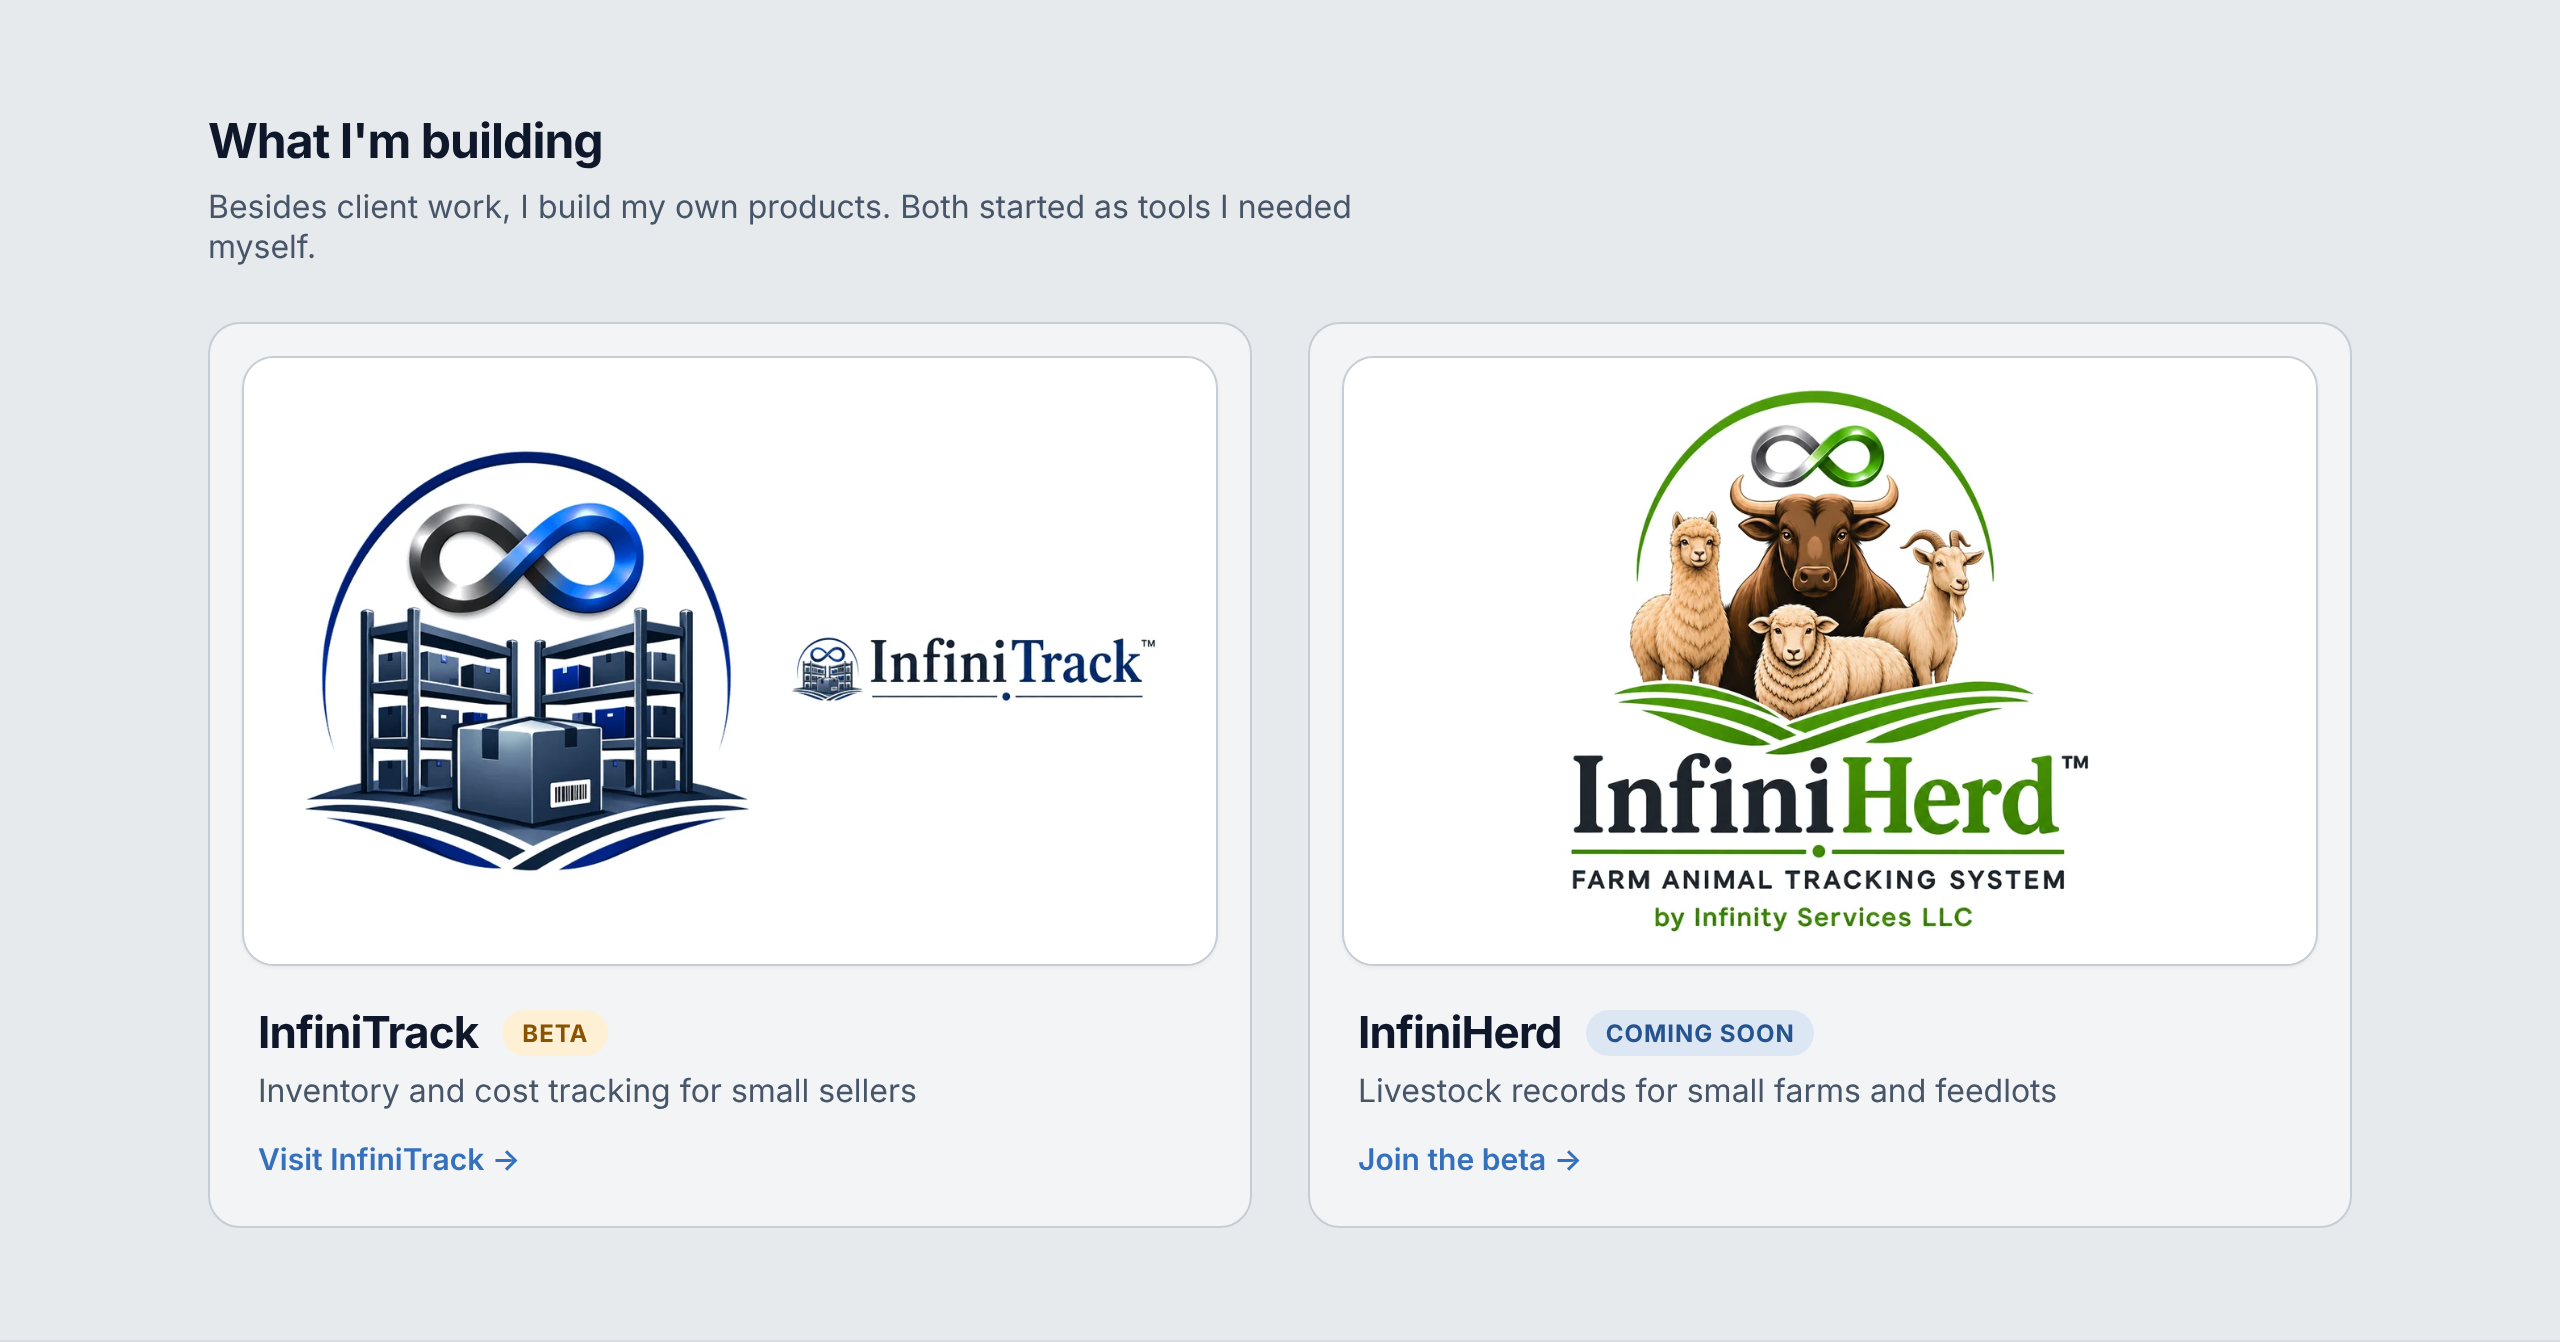 What I'm building
Besides client work, I build my own products. Both started as tools I needed
myself.
InfiniTrack™
InfiniHerd™
FARM ANIMAL TRACKING SYSTEM
by Infinity Services LLC
InfiniTrack BETA
Inventory and cost tracking for small sellers
Visit InfiniTrack →
InfiniHerd COMING SOON
Livestock records for small farms and feedlots
Join the beta →